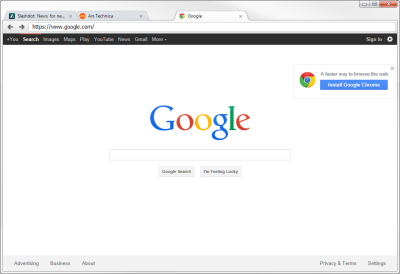 Slashdot: News for ne...
Ars Technica
Google
https://www.google.com/
+You Search Images Maps Play YouTube News Gmail More
Sign in
A faster way to browse the web
Install Google Chrome
Google
Google Search
I'm Feeling Lucky
Advertising Business About
Privacy & Terms Settings